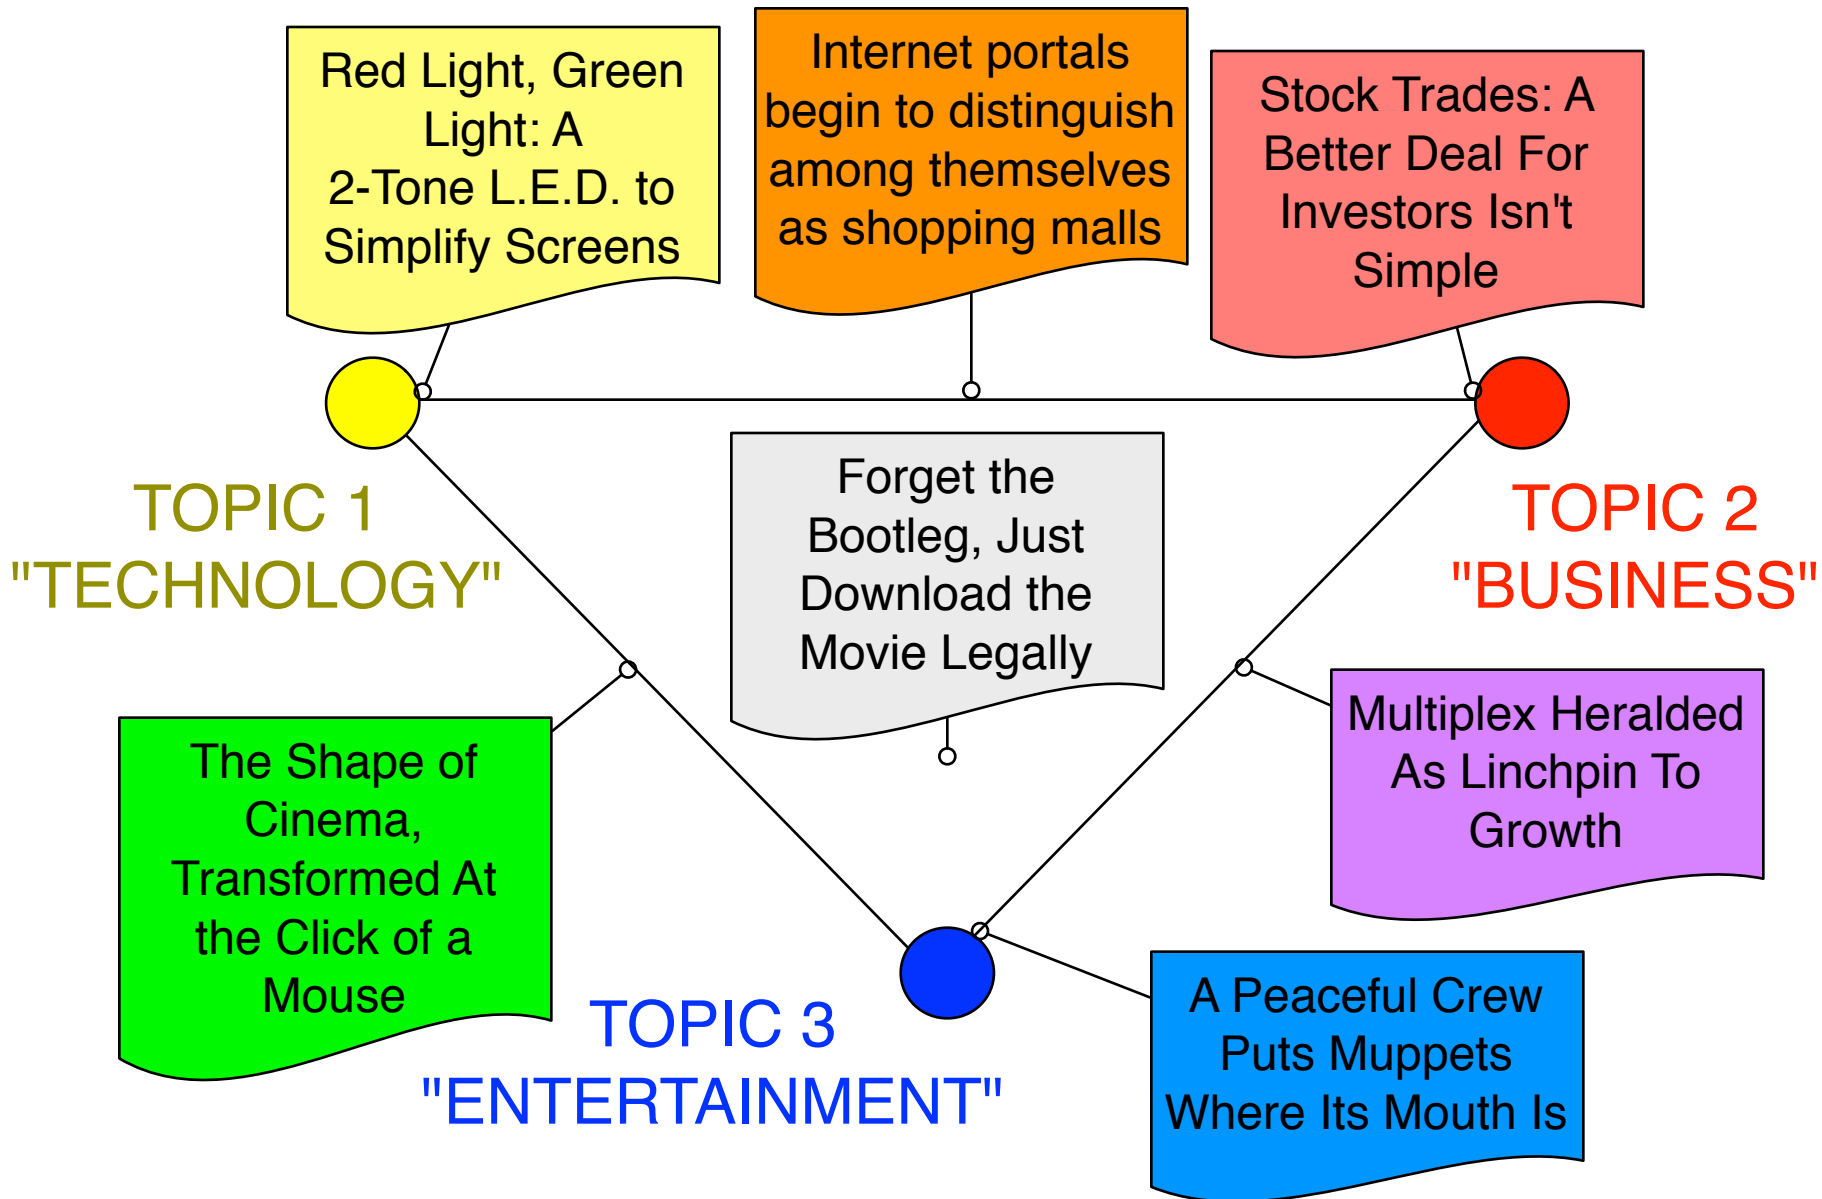 Red Light, Green
Light: A
2-Tone L.E.D. to
Simplify Screens
Internet portals
begin to distinguish
among themselves
as shopping malls
Stock Trades: A
Better Deal For
Investors Isn't
Simple
TOPIC 1
"TECHNOLOGY"
Forget the
Bootleg, Just
Download the
Movie Legally
TOPIC 2
"BUSINESS"
The Shape of
Cinema,
Transformed At
the Click of a
Mouse
Multiplex Heralded
As Linchpin To
Growth
TOPIC 3
"ENTERTAINMENT"
A Peaceful Crew
Puts Muppets
Where Its Mouth Is